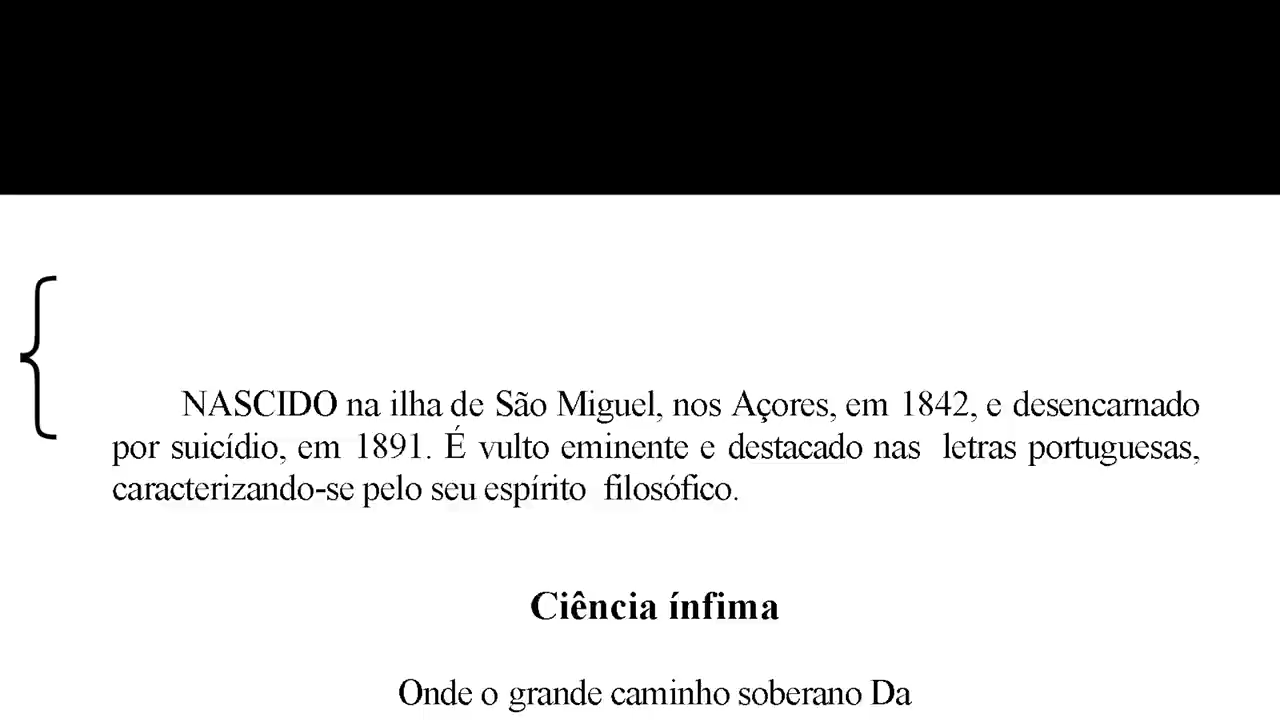 NASCIDO na ilha de São Miguel, nos Açores, em 1842, e desencarnado
por suicídio, em 1891. É vulto eminente e destacado nas letras portuguesas,
caracterizando-se pelo seu espírito filosófico.
Ciência ínfima
Onde o grande caminho soberano Da